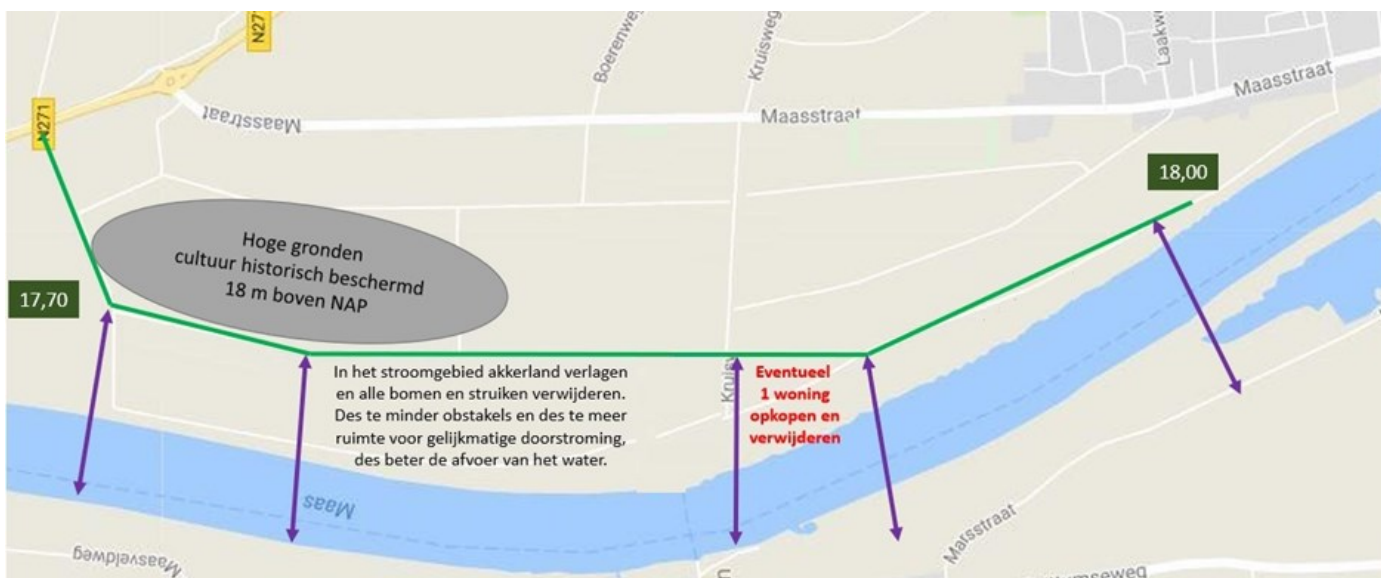 N271
Boerenweg
Kruisweg
Maasstraat
N271
Maasstraat
Maasstraat
18,00
Hoge gronden
cultuur historisch beschermd
18 m boven NAP
17,70
In het stroomgebied akkerland verlagen
en alle bomen en struiken verwijderen.
Des te minder obstakels en des te meer
ruimte voor gelijkmatige doorstroming,
des beter de afvoer van het water.
Eventueel
1 woning
opkopen en
verwijderen
Maas
Maasveldweg